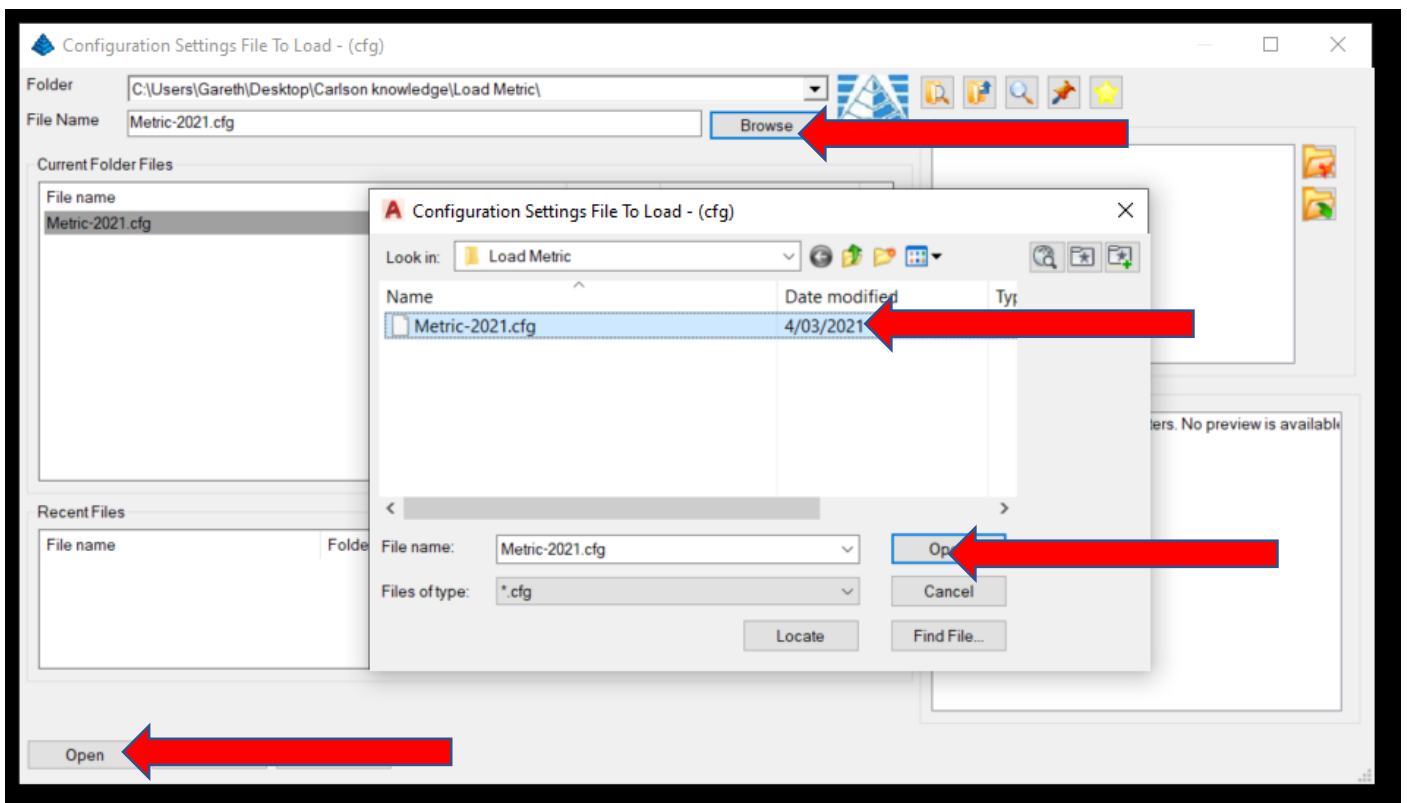 Configuration Settings File To Load - (cfg)
Folder C:\Users\Gareth\Desktop\Carlson knowledge\Load Metric\
File Name Metric-2021.cfg Browse
Current Folder Files
File name
Metric-2021.cfg
Configuration Settings File To Load - (cfg)
Look in: Load Metric
Name Date modified
Metric-2021.cfg 4/03/2021
No preview is available
Recent Files
File name
File name: Metric-2021.cfg
Files of type: *.cfg Cancel
Locate Find File...
Open